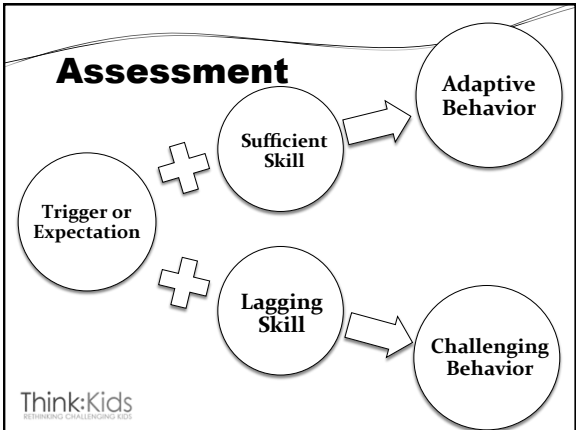 Assessment
Adaptive
Behavior
Sufficient
Skill
Trigger or
Expectation
Lagging
Skill
Challenging
Behavior
Think:Kids
RETHINKING CHALLENGING KIDS